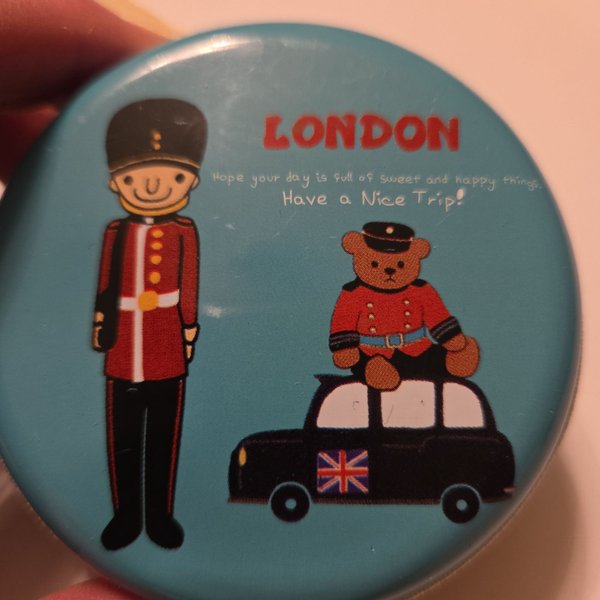 LONDON
Hope your day is full of sweet and happy things.
Have a Nice Trip!